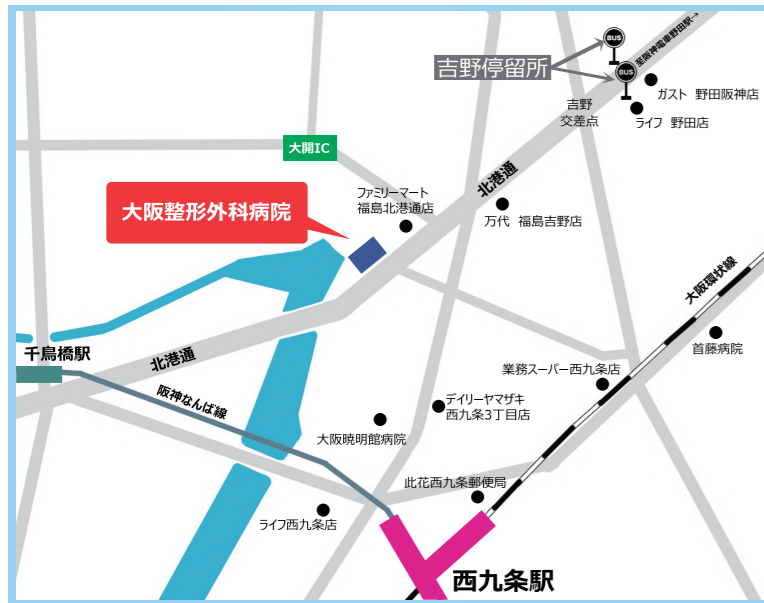 至阪神電車野田駅→
BUS
BUS
吉野停留所
ガスト 野田阪神店
吉野
交差点
ライフ 野田店
大開IC
北港通
ファミリーマート
福島北港通店
大阪整形外科病院
万代 福島吉野店
大阪環状線
首藤病院
千鳥橋駅
北港通
業務スーパー西九条店
阪神なんば線
デイリーヤマザキ
西九条3丁目店
大阪暁明館病院
此花西九条郵便局
ライフ西九条店
西九条駅